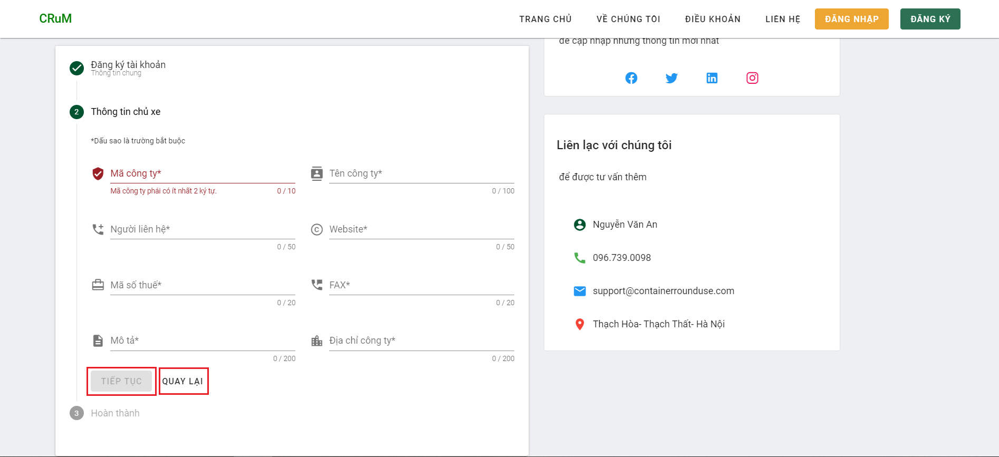 CRuM
TRANG CHỦ
VỀ CHÚNG TÔI
ĐIỀU KHOẢN
LIÊN HỆ
ĐĂNG NHẬP
ĐĂNG KÝ
Đăng ký tài khoản
Thông tin chung
2
Thông tin chủ xe
*Dấu sao là trường bắt buộc
Mã công ty*
Mã công ty phải có ít nhất 2 ký tự.
0 / 10
Tên công ty*
0 / 100
Người liên hệ*
0 / 50
Website*
0 / 50
Mã số thuế*
0 / 20
FAX*
0 / 20
Mô tả*
0 / 200
Địa chỉ công ty*
0 / 200
TIẾP TỤC
QUAY LẠI
3
Hoàn thành
để cập nhập những thông tin mới nhất
Liên lạc với chúng tôi
để được tư vấn thêm
Nguyễn Văn An
096.739.0098
support@containerrounduse.com
Thạch Hòa- Thạch Thất- Hà Nội